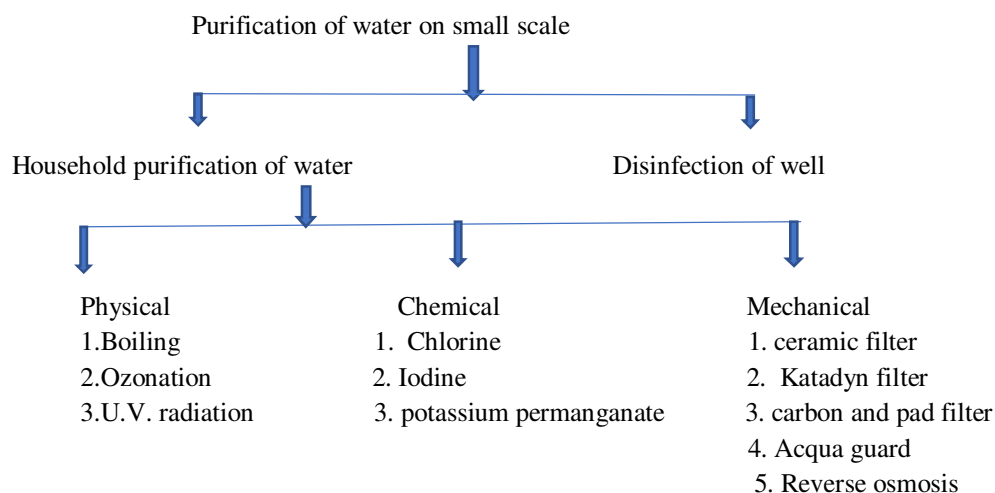 Purification of water on small scale
Household purification of water
Disinfection of well
Physical
1.Boiling
2.Ozonation
3.U.V. radiation
Chemical
1. Chlorine
2. Iodine
3. potassium permanganate
Mechanical
1. ceramic filter
2. Katadyn filter
3. carbon and pad filter
4. Acqua guard
5. Reverse osmosis